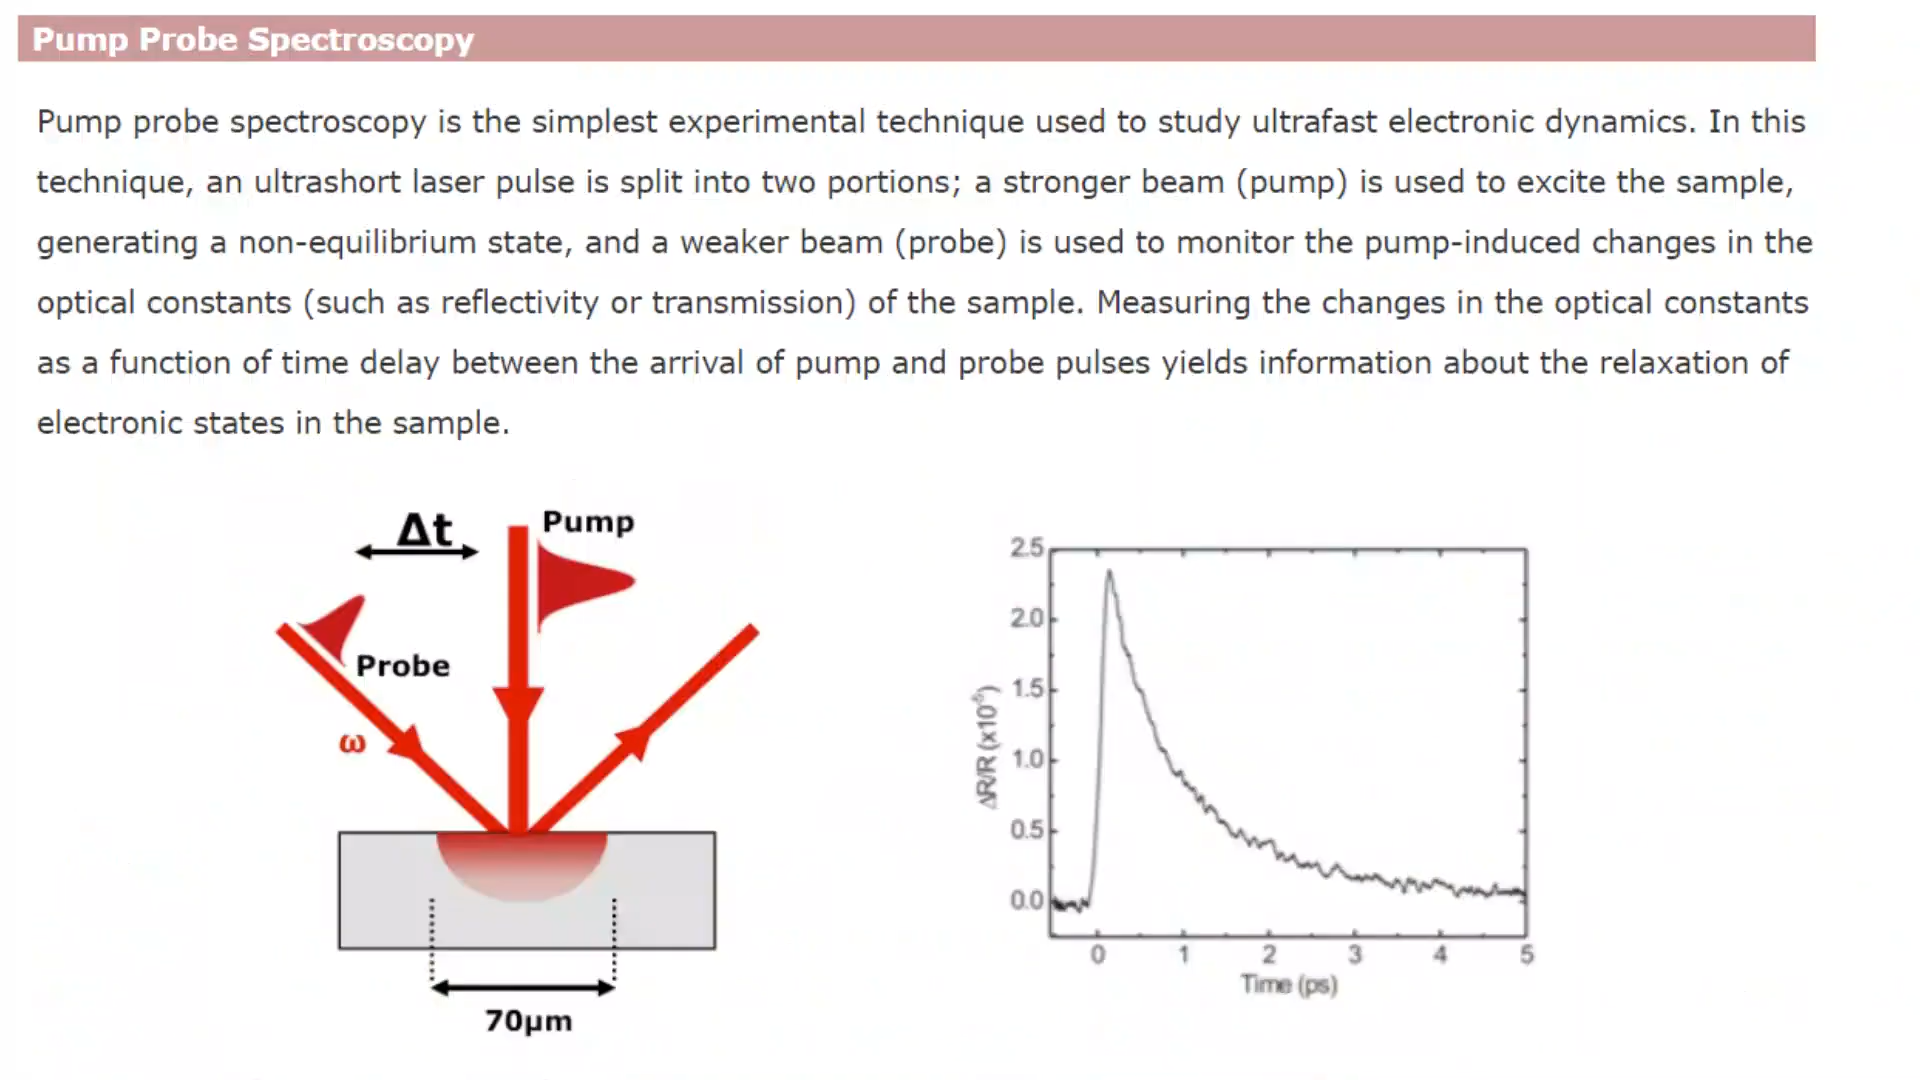 Pump Probe Spectroscopy
Pump probe spectroscopy is the simplest experimental technique used to study ultrafast electronic dynamics. In this
technique, an ultrashort laser pulse is split into two portions; a stronger beam (pump) is used to excite the sample,
generating a non-equilibrium state, and a weaker beam (probe) is used to monitor the pump-induced changes in the
optical constants (such as reflectivity or transmission) of the sample. Measuring the changes in the optical constants
as a function of time delay between the arrival of pump and probe pulses yields information about the relaxation of
electronic states in the sample.
Δt
Pump
Probe
ω
70μm
2.5
2.0
1.5
1.0
0.5
0.0
ΔR/R (x10⁻⁵)
0 1 2 3 4 5
Time (ps)